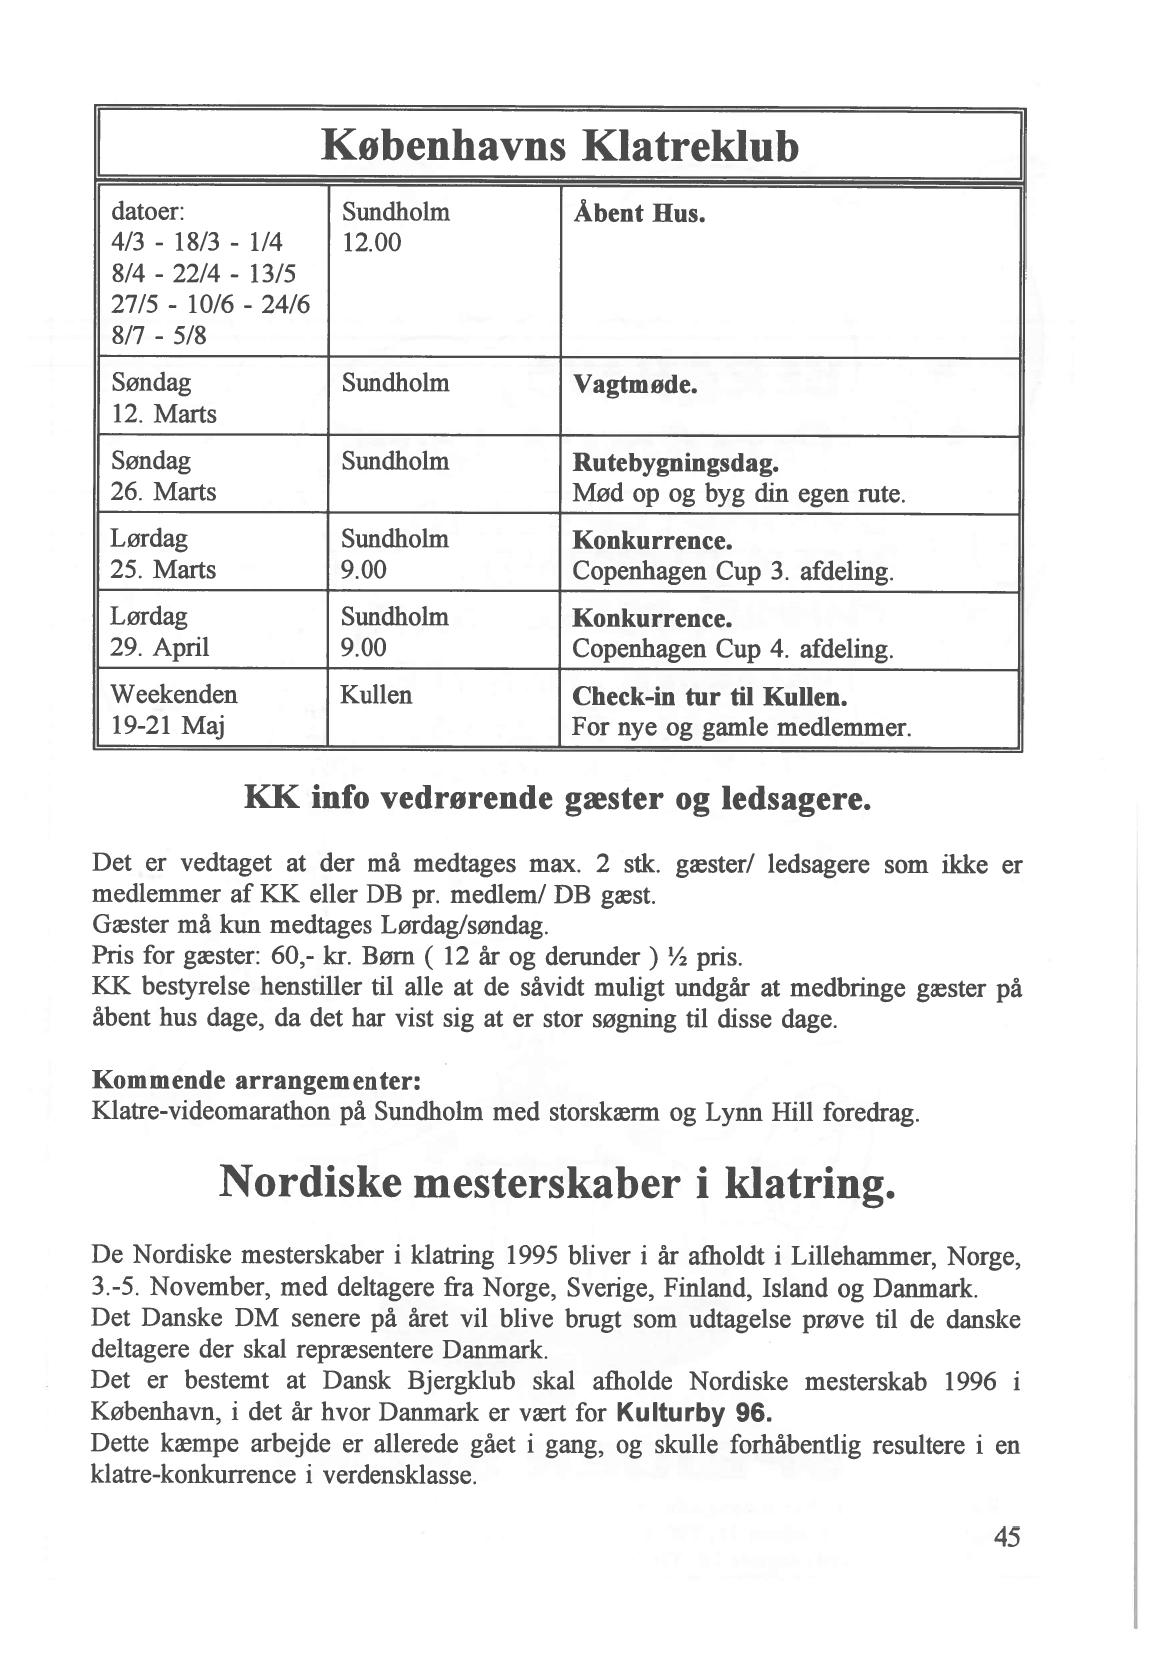 Københavns Klatreklub
datoer:
4/3 - 18/3 - 1/4
8/4 - 22/4 - 13/5
27/5 - 10/6 - 24/6
8/7 - 5/8
Sundholm
12.00
Åbent Hus.
Søndag
12. Marts
Sundholm
Vagtmøde.
Søndag
26. Marts
Sundholm
Rutebygningsdag.
Mød op og byg din egen rute.
Lørdag
25. Marts
Sundholm
9.00
Konkurrence.
Copenhagen Cup 3. afdeling.
Lørdag
29. April
Sundholm
9.00
Konkurrence.
Copenhagen Cup 4. afdeling.
Weekenden
19-21 Maj
Kullen
Check-in tur til Kullen.
For nye og gamle medlemmer.
KK info vedrørende gæster og ledsagere.
Det er vedtaget at der må medtages max. 2 stk. gæster/ ledsagere som ikke er
medlemmer af KK eller DB pr. medlem/ DB gæst.
Gæster må kun medtages Lørdag/søndag.
Pris for gæster: 60,- kr. Børn ( 12 år og derunder ) ½ pris.
KK bestyrelse henstiller til alle at de såvidt muligt undgår at medbringe gæster på
åbent hus dage, da det har vist sig at er stor søgning til disse dage.
Kommende arrangementer:
Klatre-videomarathon på Sundholm med storskærm og Lynn Hill foredrag.
Nordiske mesterskaber i klatring.
De Nordiske mesterskaber i klatring 1995 bliver i år afholdt i Lillehammer, Norge,
3.-5. November, med deltagere fra Norge, Sverige, Finland, Island og Danmark.
Det Danske DM senere på året vil blive brugt som udtagelse prøve til de danske
deltagere der skal repræsentere Danmark.
Det er bestemt at Dansk Bjergklub skal afholde Nordiske mesterskab 1996 i
København, i det år hvor Danmark er vært for Kulturby 96.
Dette kæmpe arbejde er allerede gået i gang, og skulle forhåbentlig resultere i en
klatre-konkurrence i verdensklasse.
45